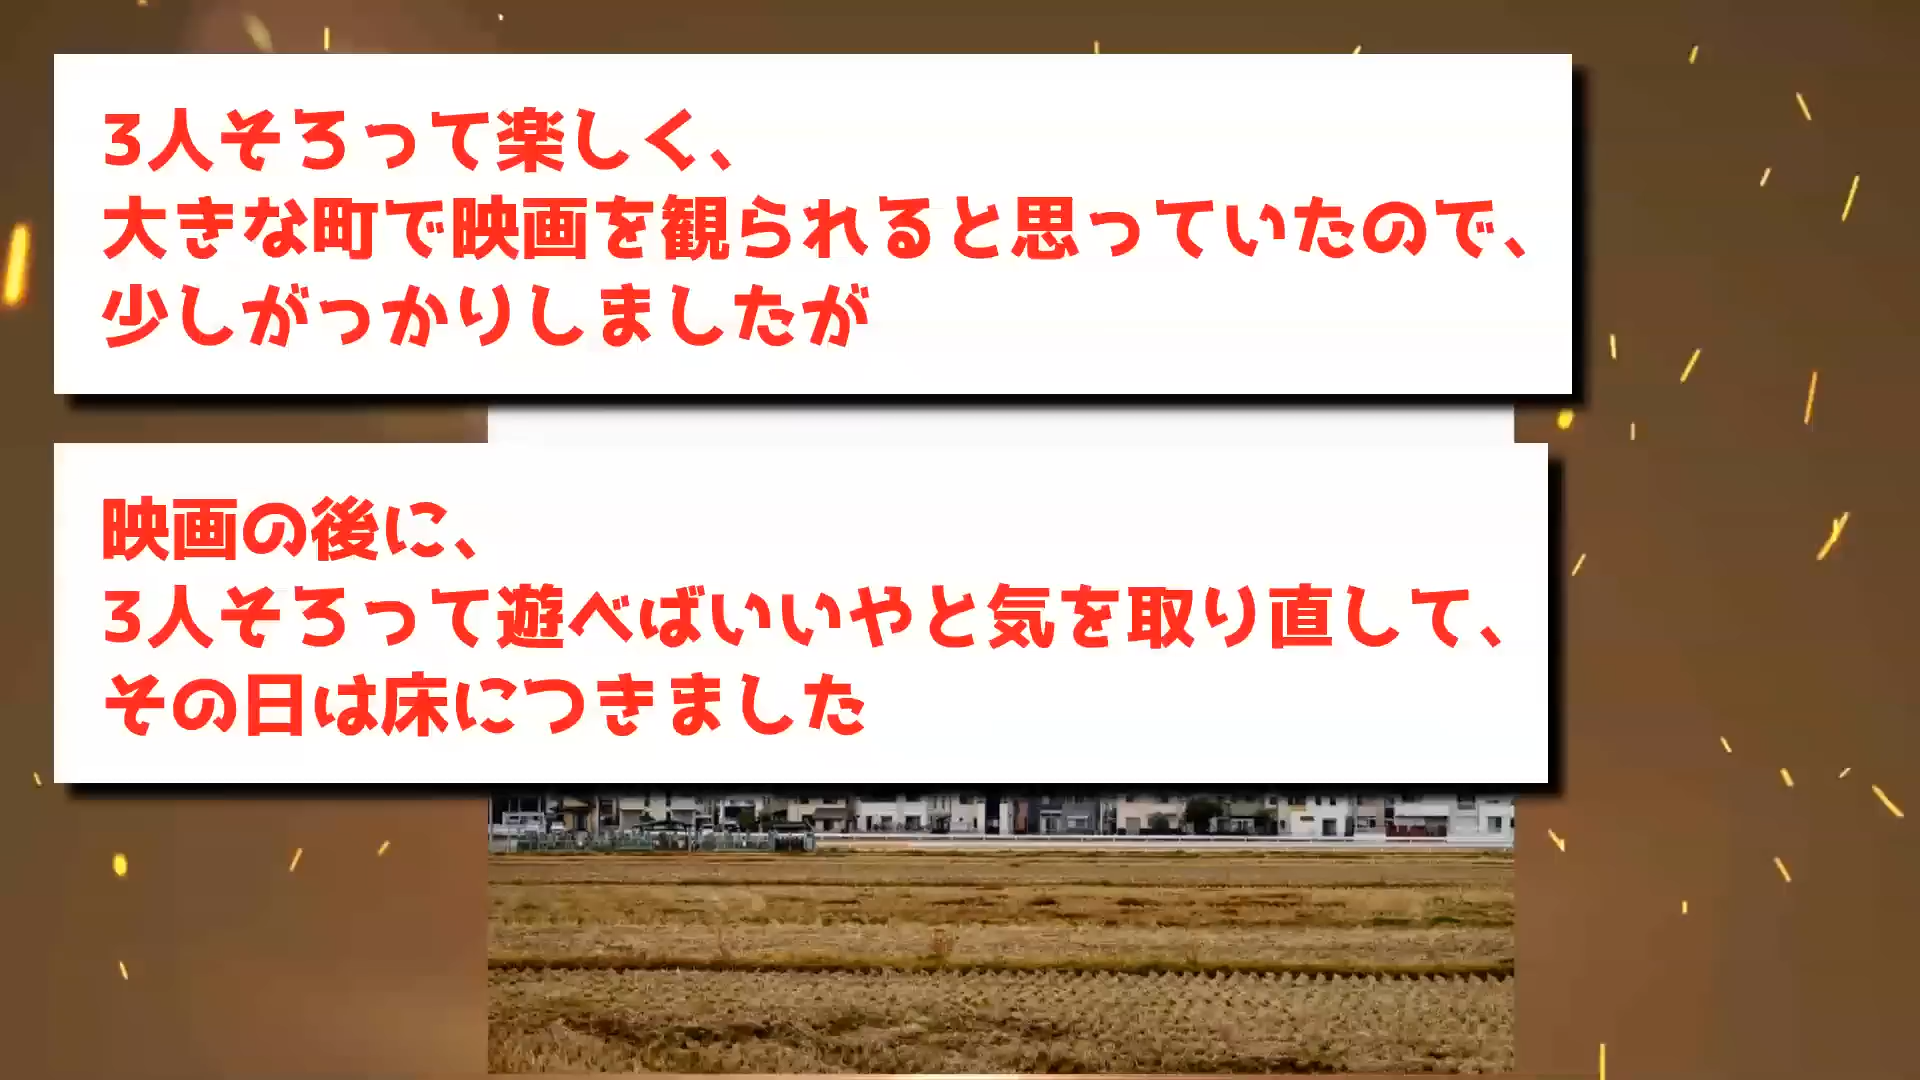 3人そろって楽しく、
大きな町で映画を観られると思っていたので、
少しがっかりしましたが
映画の後に、
3人そろって遊べばいいやと気を取り直して、
その日は床につきました